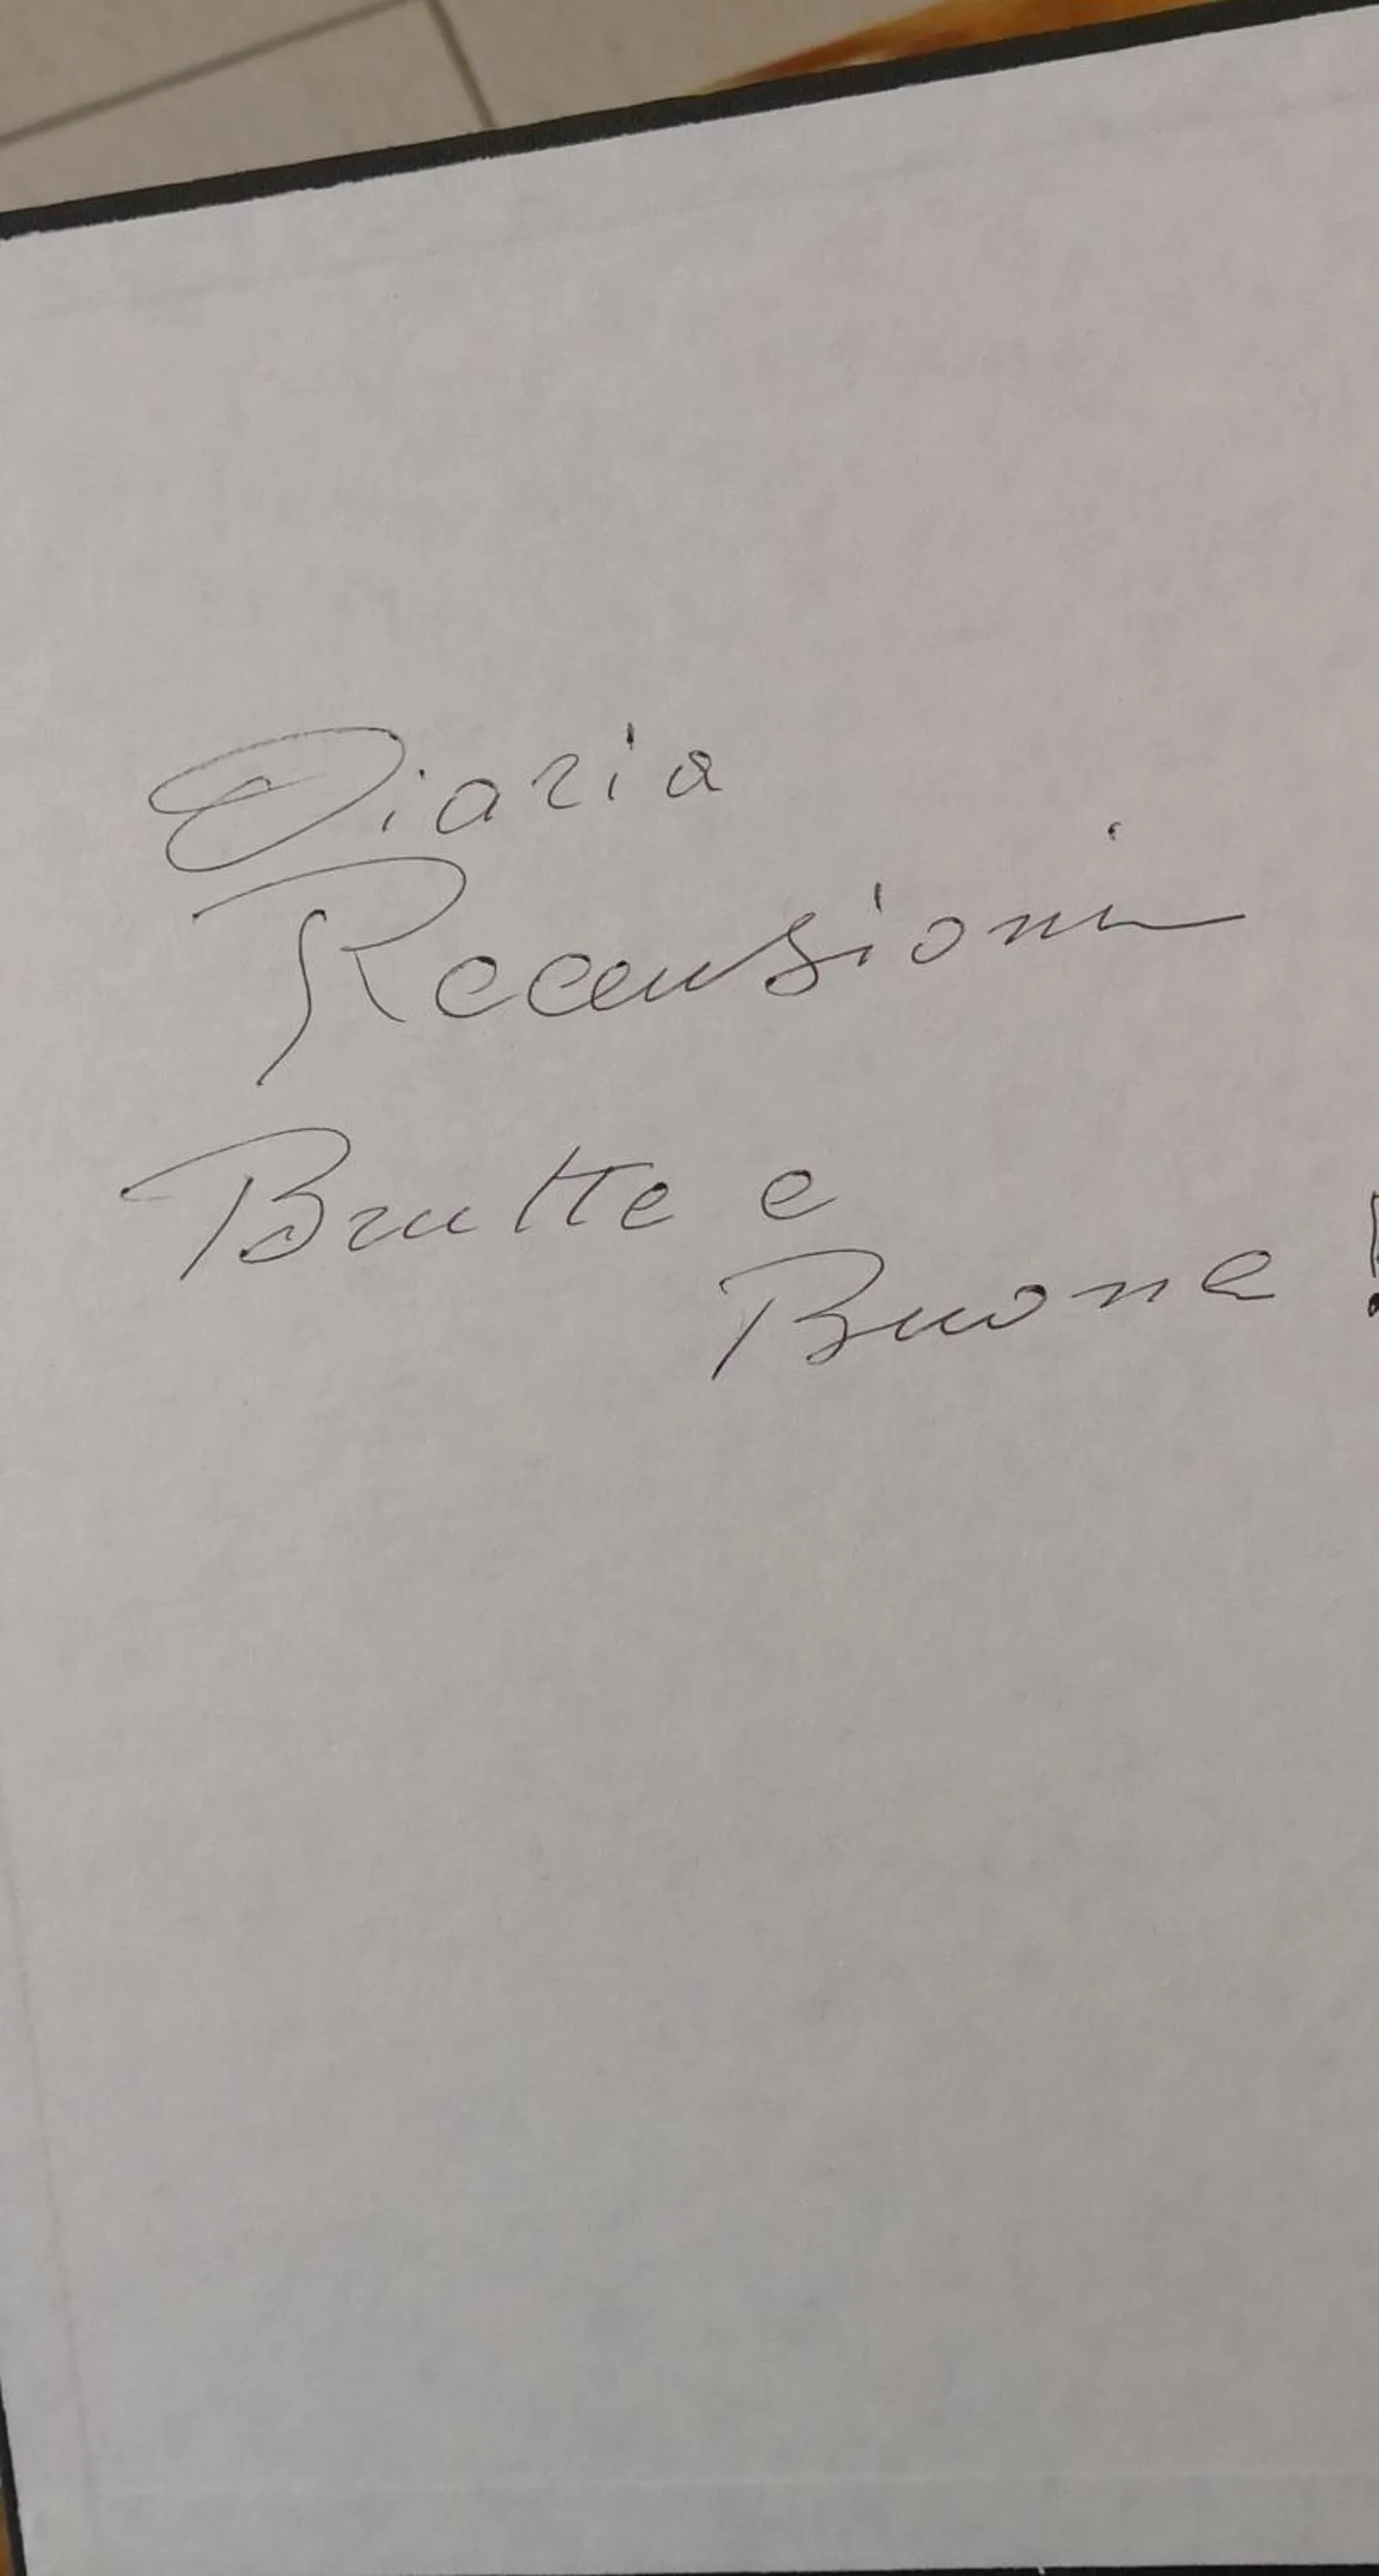 Diaria
Recensioni
Brutte e
Buone !